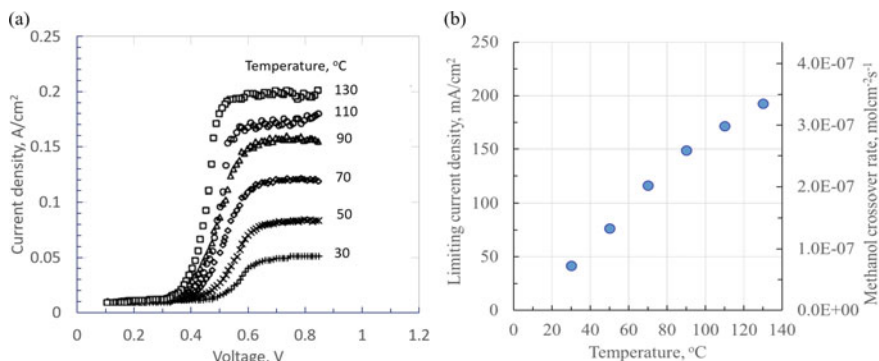 (a)
0.25
0.2
0.15
0.1
0.05
0
Current density, A/cm²
Temperature, °C
130
110
90
70
50
30
0
0.2
0.4
0.6
0.8
1
1.2
Voltage, V
(b)
250
200
150
100
50
0
Limiting current density, mA/cm²
4.0E-07
3.0E-07
2.0E-07
1.0E-07
0.0E+00
Methanol crossover rate, molcm⁻²s⁻¹
0
20
40
60
80
100
120
140
Temperature, °C